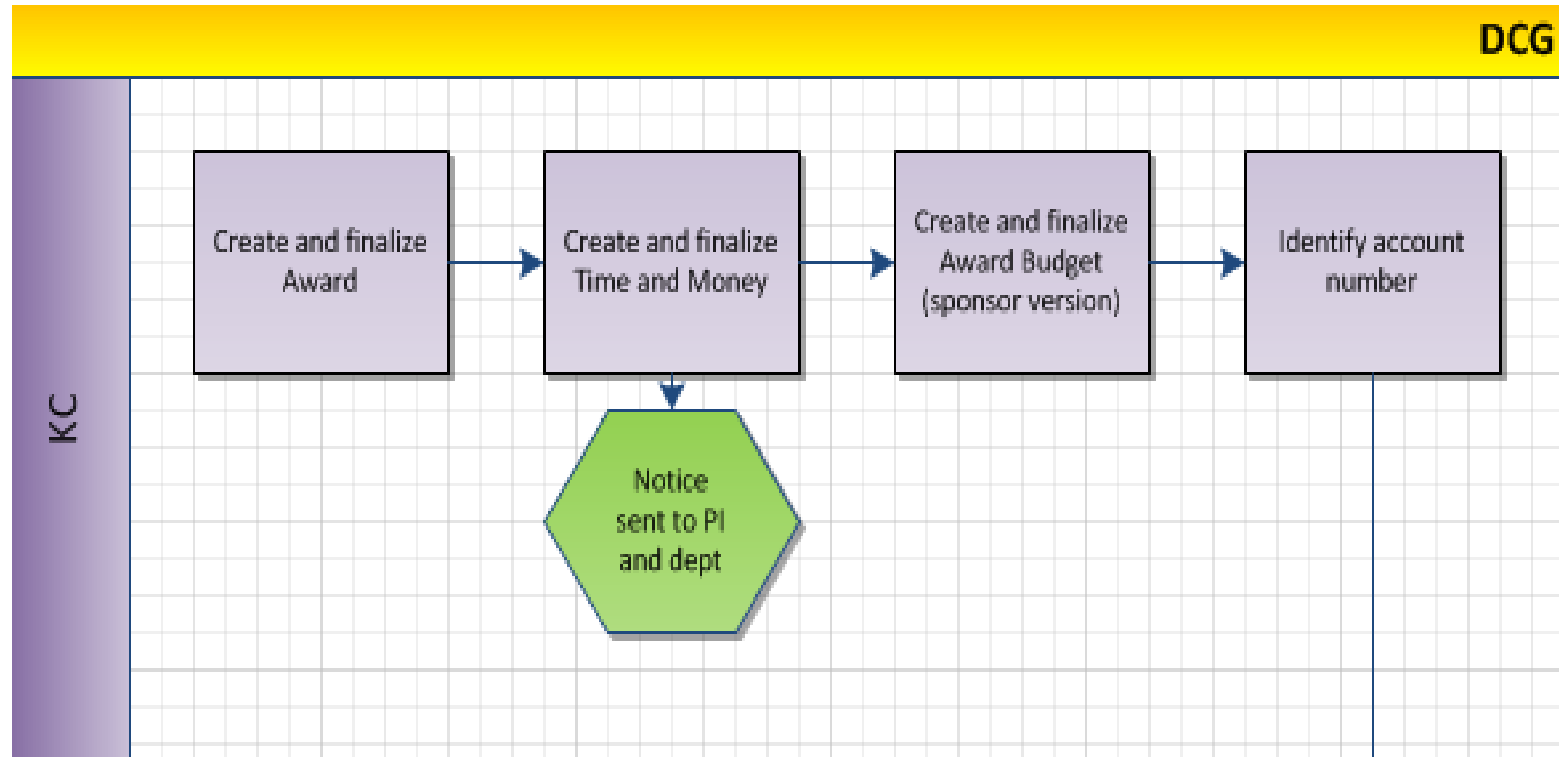 DCG
KC
Create and finalize
Award
Create and finalize
Time and Money
Create and finalize
Award Budget
(sponsor version)
Identify account
number
Notice
sent to PI
and dept